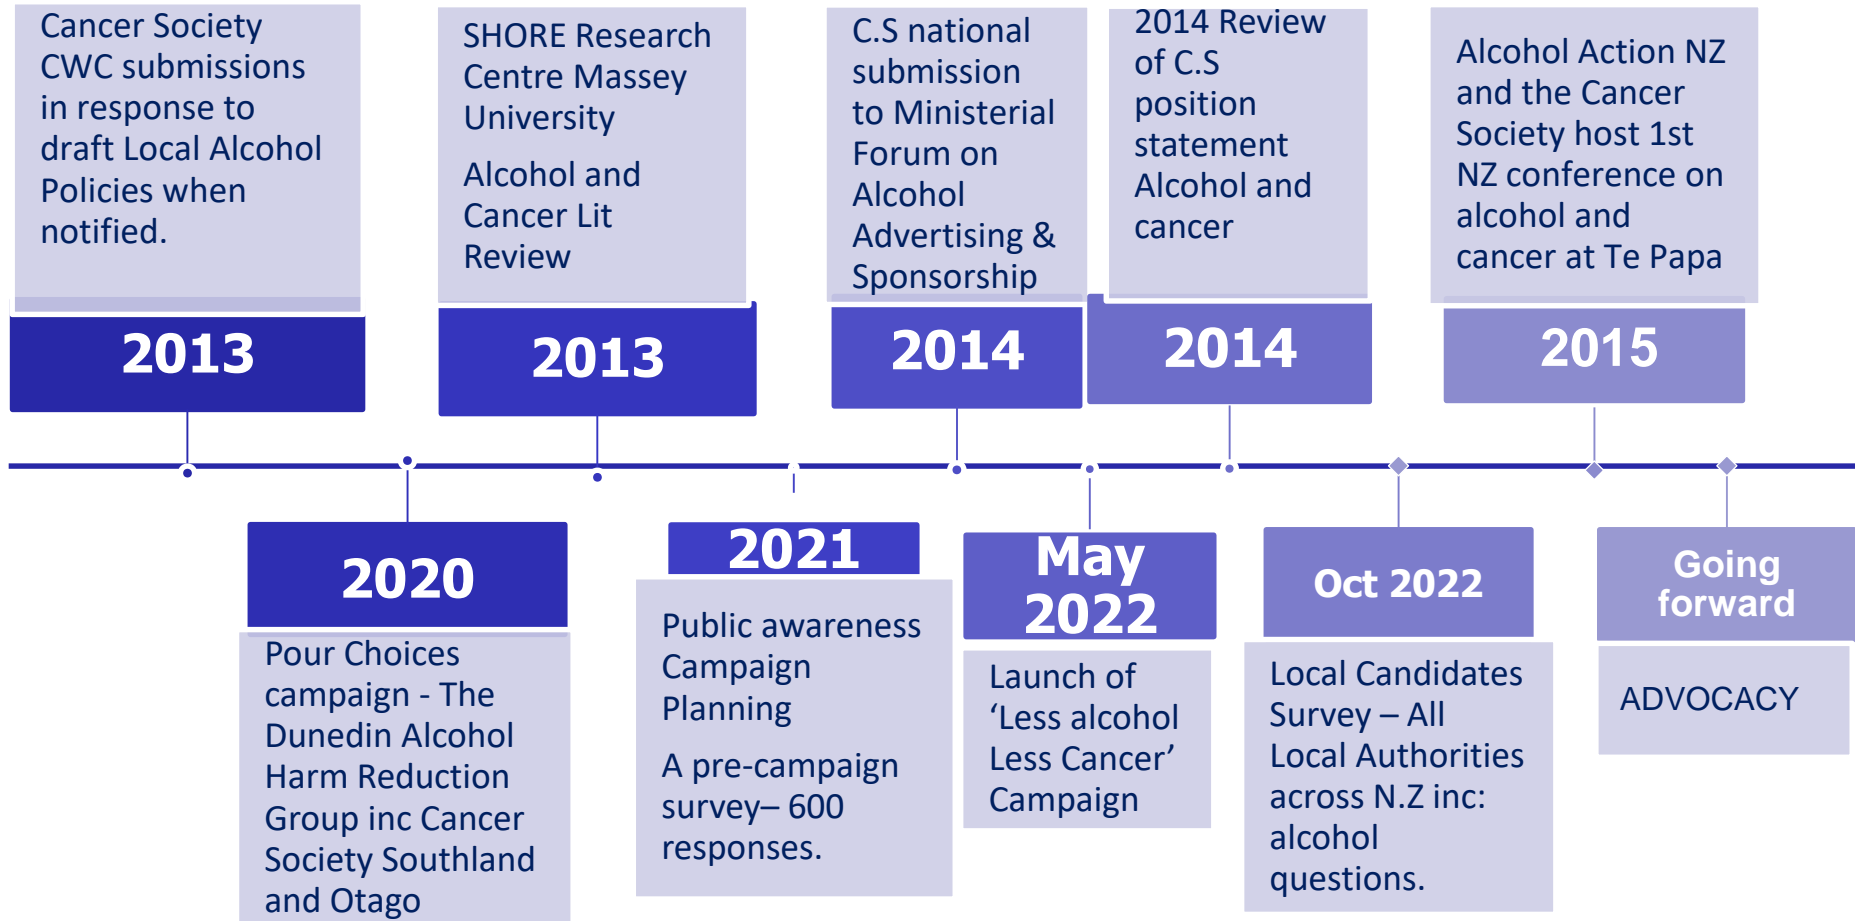 Cancer Society
CWC submissions
in response to
draft Local Alcohol
Policies when
notified.
2013
SHORE Research
Centre Massey
University
Alcohol and
Cancer Lit
Review
2013
C.S national
submission
to Ministerial
Forum on
Alcohol
Advertising &
Sponsorship
2014
2014 Review
of C.S
position
statement
Alcohol and
cancer
2014
Alcohol Action NZ
and the Cancer
Society host 1st
NZ conference on
alcohol and
cancer at Te Papa
2015
2020
Pour Choices
campaign - The
Dunedin Alcohol
Harm Reduction
Group inc Cancer
Society Southland
and Otago
2021
Public awareness
Campaign
Planning
A pre-campaign
survey– 600
responses.
May
2022
Launch of
‘Less alcohol
Less Cancer’
Campaign
Oct 2022
Local Candidates
Survey – All
Local Authorities
across N.Z inc:
alcohol
questions.
Going
forward
ADVOCACY